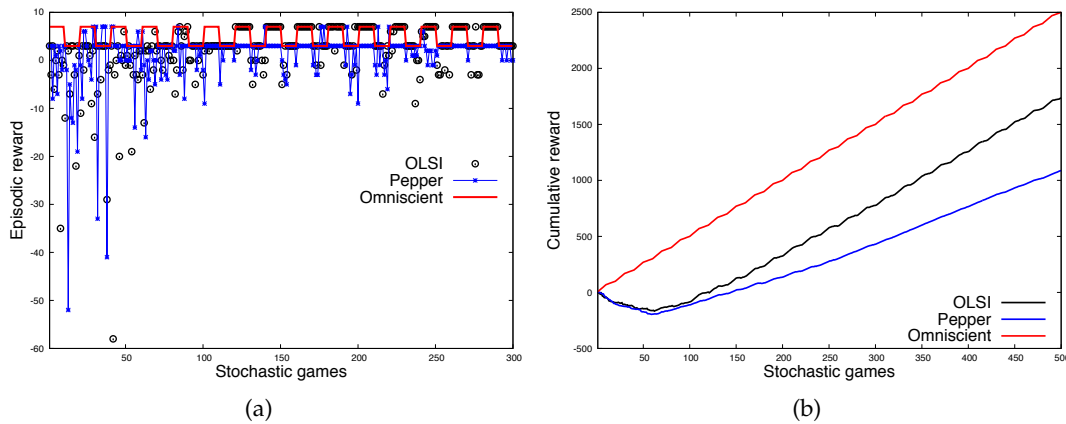 10
0
-10
-20
-30
-40
-50
-60
Episodic reward
OLSI
Pepper
Omniscient
50
100
150
200
250
300
Stochastic games
(a)
2500
2000
1500
1000
500
0
-500
Cumulative reward
OLSI
Pepper
Omniscient
50
100
150
200
250
300
350
400
450
500
Stochastic games
(b)